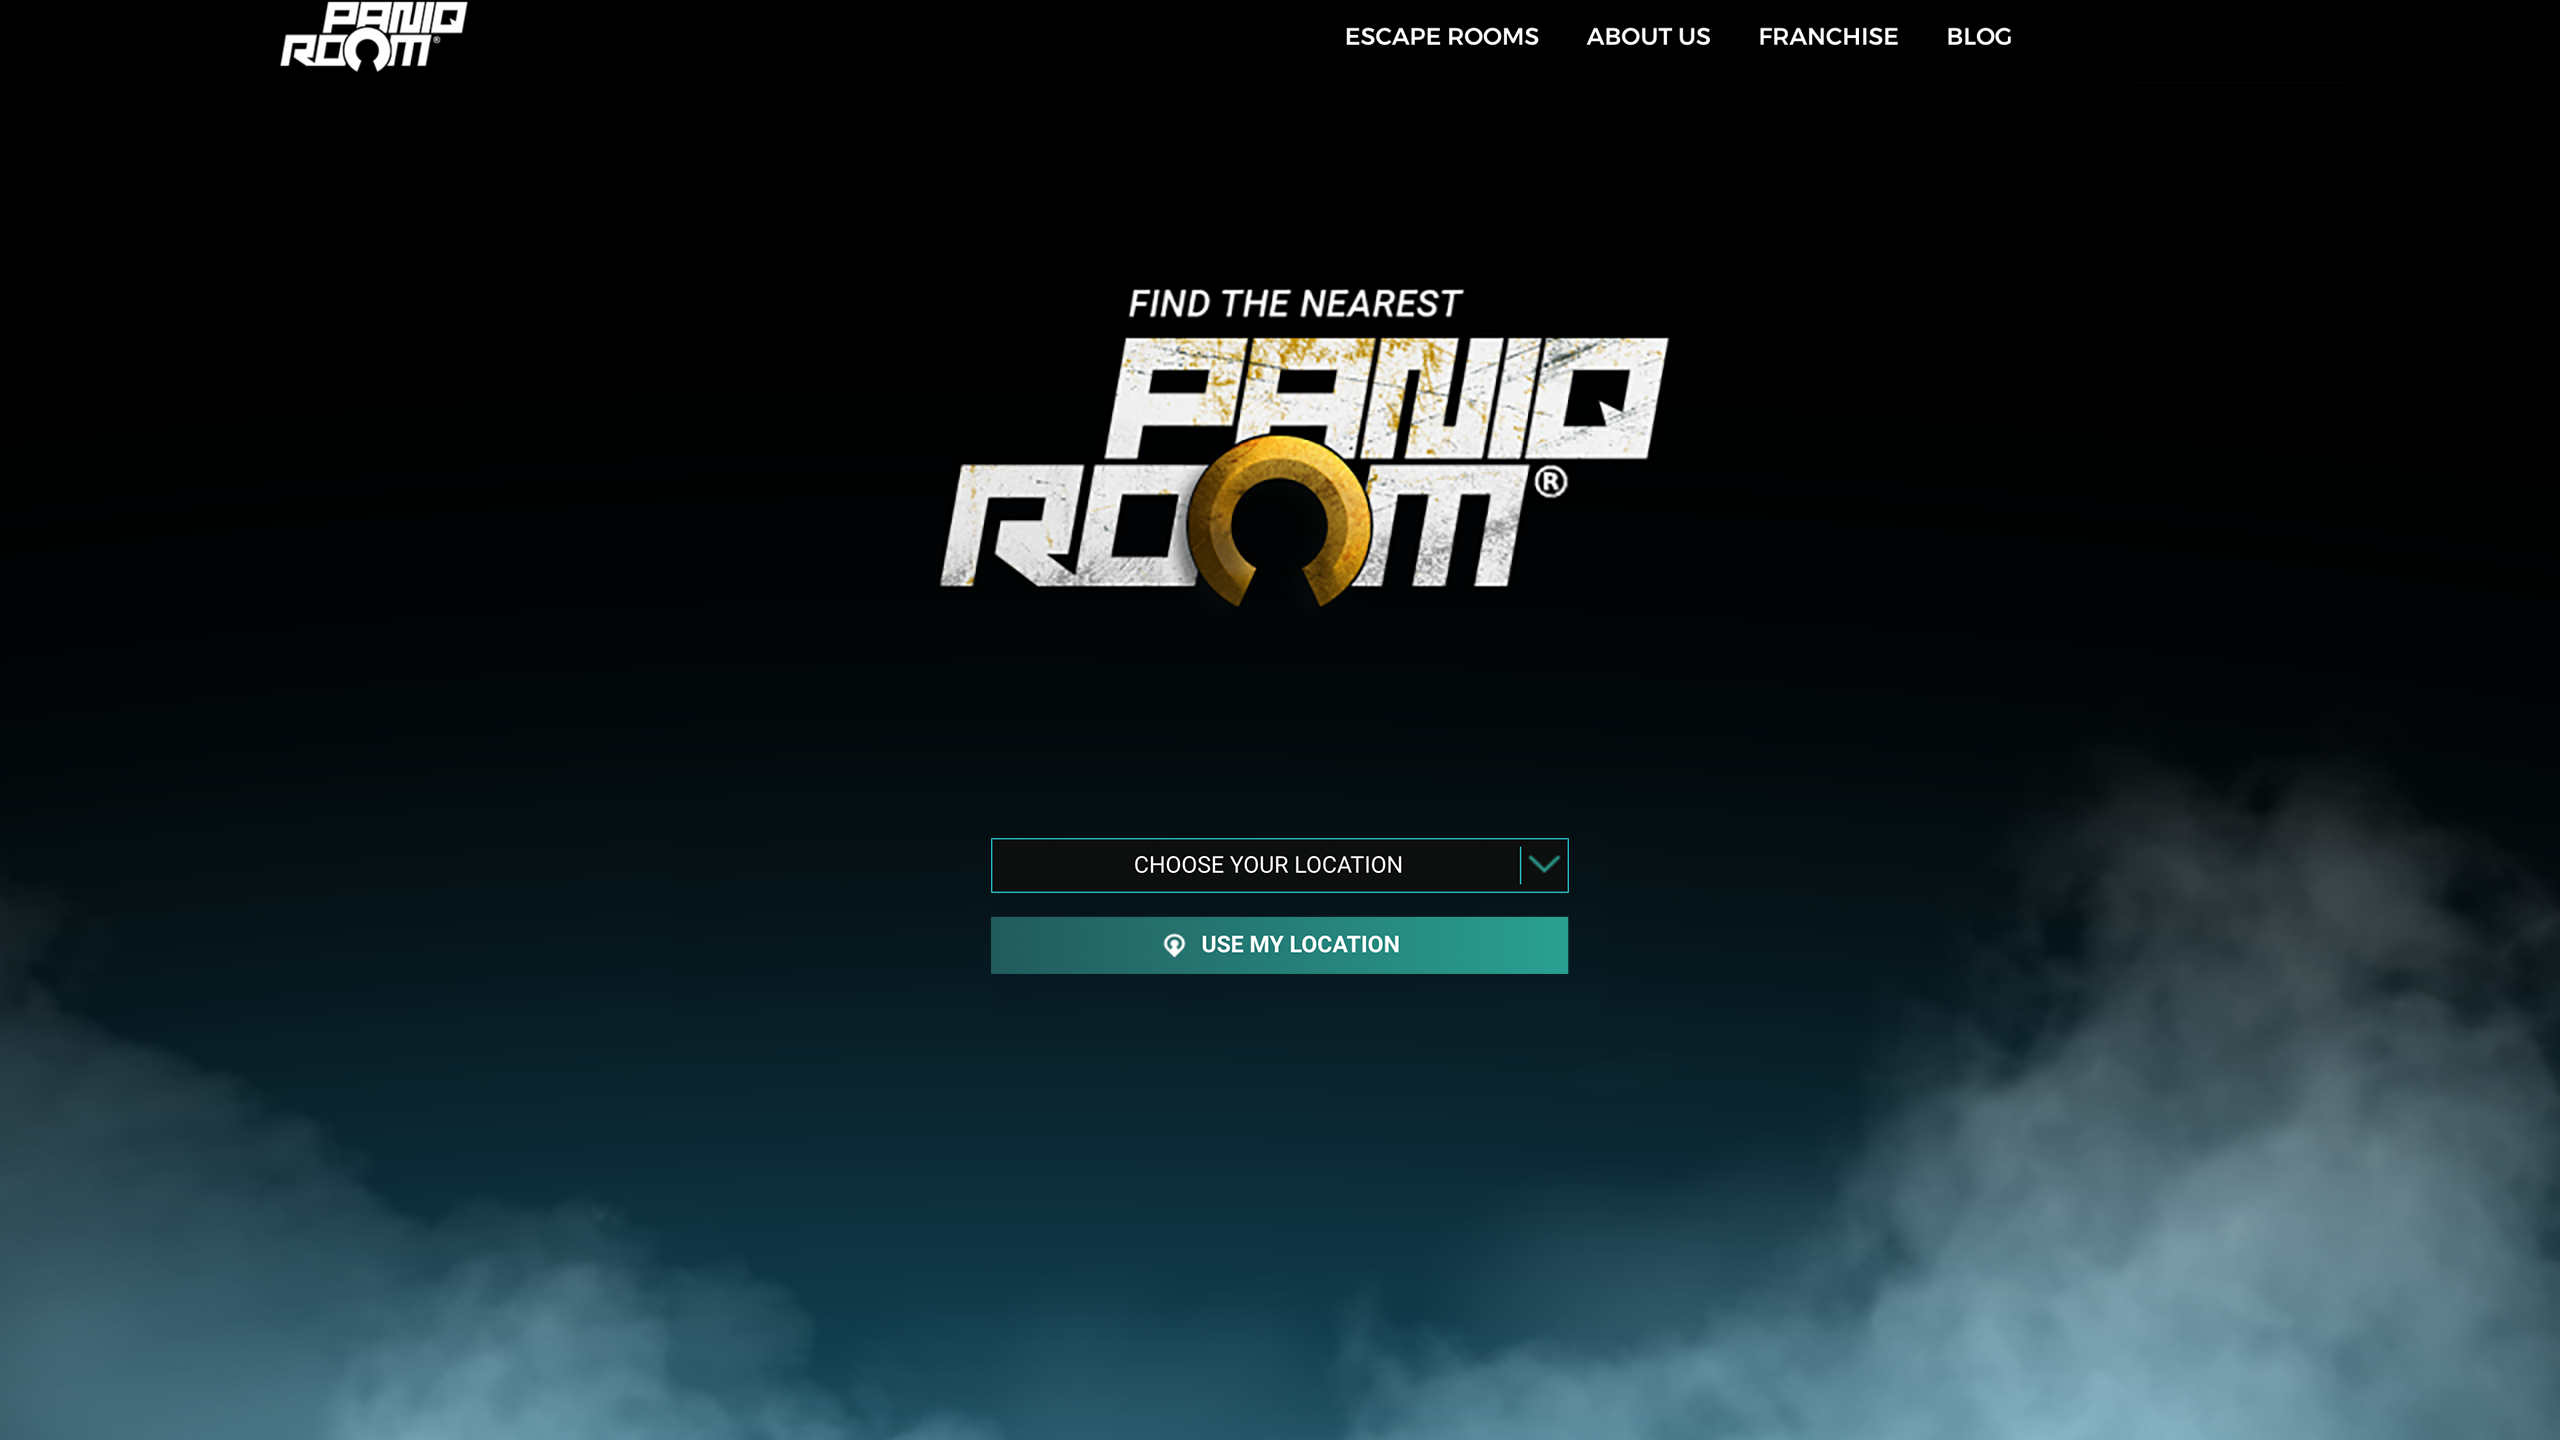 PANIQ
ROOM®
ESCAPE ROOMS ABOUT US FRANCHISE BLOG
FIND THE NEAREST
PANIQ
ROOM®
CHOOSE YOUR LOCATION
USE MY LOCATION